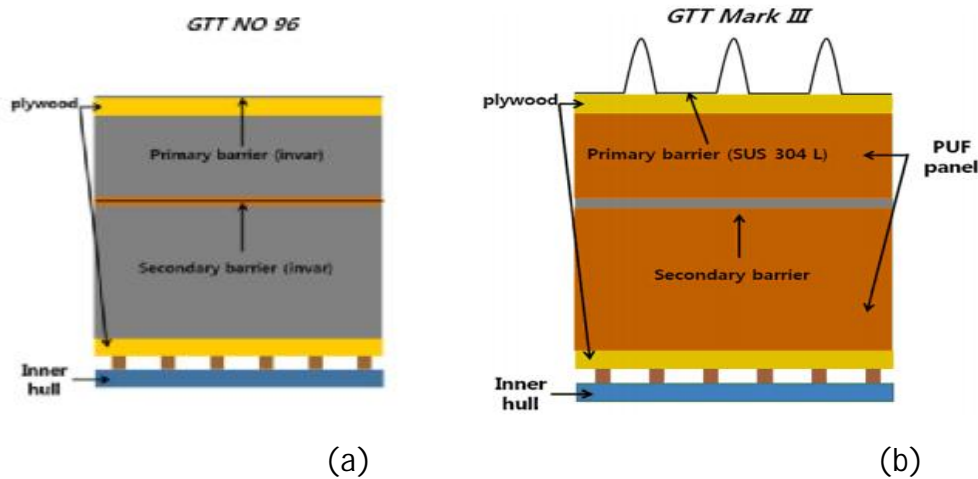 GTT NO 96
plywood
Primary barrier (invar)
Secondary barrier (invar)
Inner
hull
(a)
GTT Mark Ⅲ
plywood
Primary barrier (SUS 304 L)
PUF
panel
Secondary barrier
Inner
hull
(b)